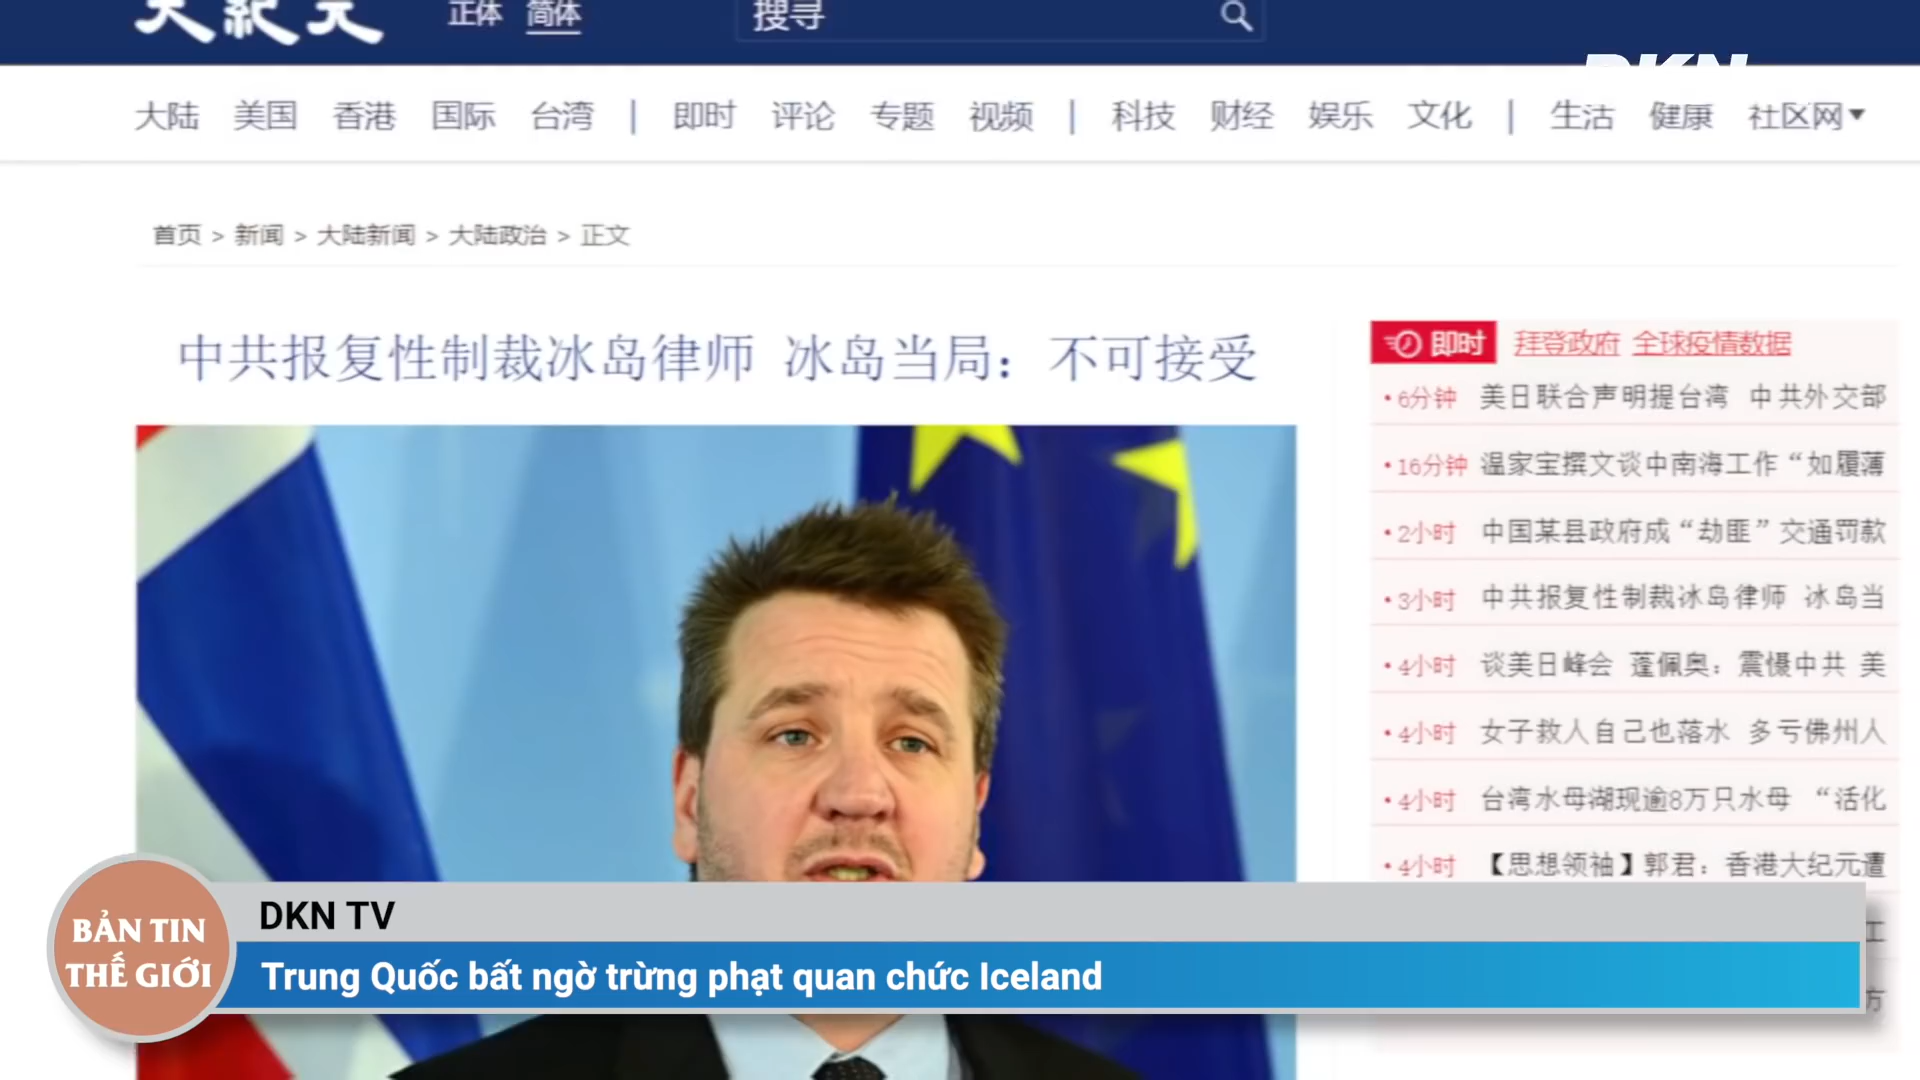 大紀元 正体 简体 搜寻
DKN
大陆 美国 香港 国际 台湾 | 即时 评论 专题 视频 | 科技 财经 娱乐 文化 | 生活 健康 社区网
首页 > 新闻 > 大陆新闻 > 大陆政治 > 正文
中共报复性制裁冰岛律师 冰岛当局：不可接受
即时 拜登政府 全球疫情数据
• 6分钟 美日联合声明提台湾 中共外交部
• 16分钟 温家宝撰文谈中南海工作“如履薄
• 2小时 中国某县政府成“劫匪”交通罚款
• 3小时 中共报复性制裁冰岛律师 冰岛当
• 4小时 谈美日峰会 蓬佩奥：震慑中共 美
• 4小时 女子救人自己也落水 多亏佛州人
• 4小时 台湾水母湖现逾8万只水母 “活化
• 4小时 【思想领袖】郭君：香港大纪元遭
BẢN TIN
THẾ GIỚI
DKN TV
Trung Quốc bất ngờ trừng phạt quan chức Iceland